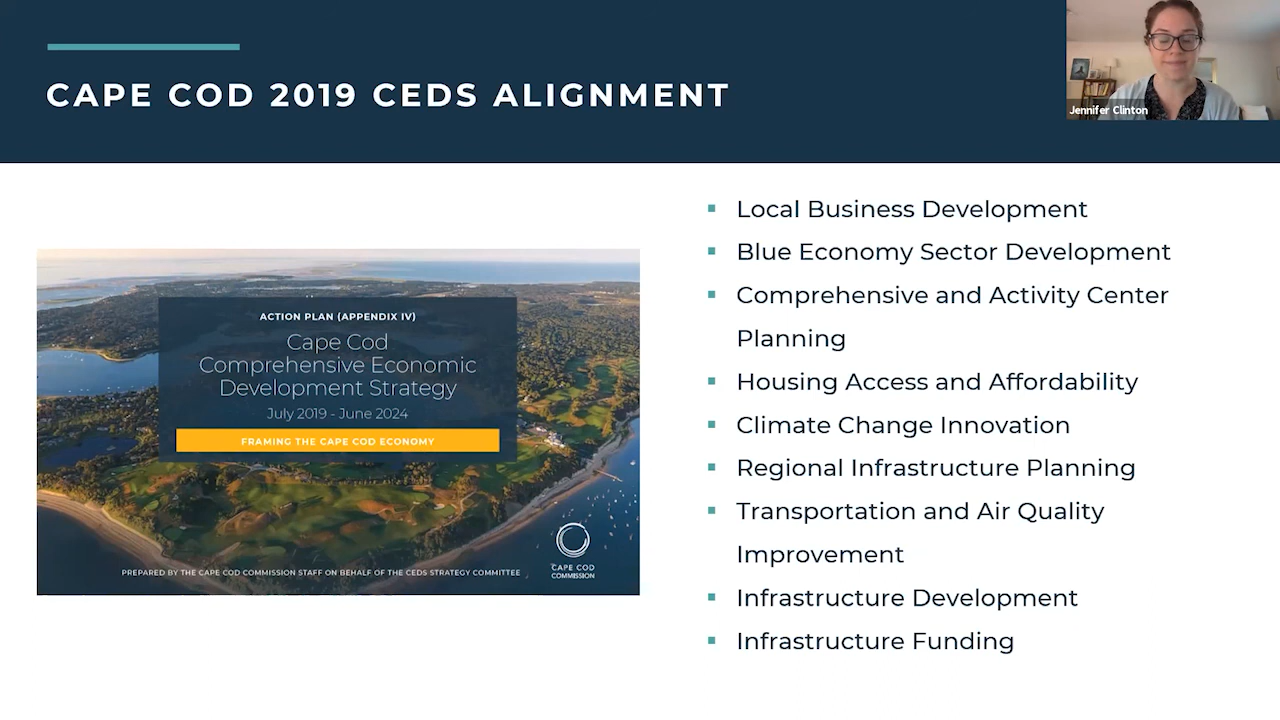 CAPE COD 2019 CEDS ALIGNMENT
Jennifer Clinton
ACTION PLAN (APPENDIX IV)
Cape Cod
Comprehensive Economic
Development Strategy
July 2019 - June 2024
FRAMING THE CAPE COD ECONOMY
PREPARED BY THE CAPE COD COMMISSION STAFF ON BEHALF OF THE CEDS STRATEGY COMMITTEE
CAPE COD
COMMISSION
Local Business Development
Blue Economy Sector Development
Comprehensive and Activity Center
Planning
Housing Access and Affordability
Climate Change Innovation
Regional Infrastructure Planning
Transportation and Air Quality
Improvement
Infrastructure Development
Infrastructure Funding